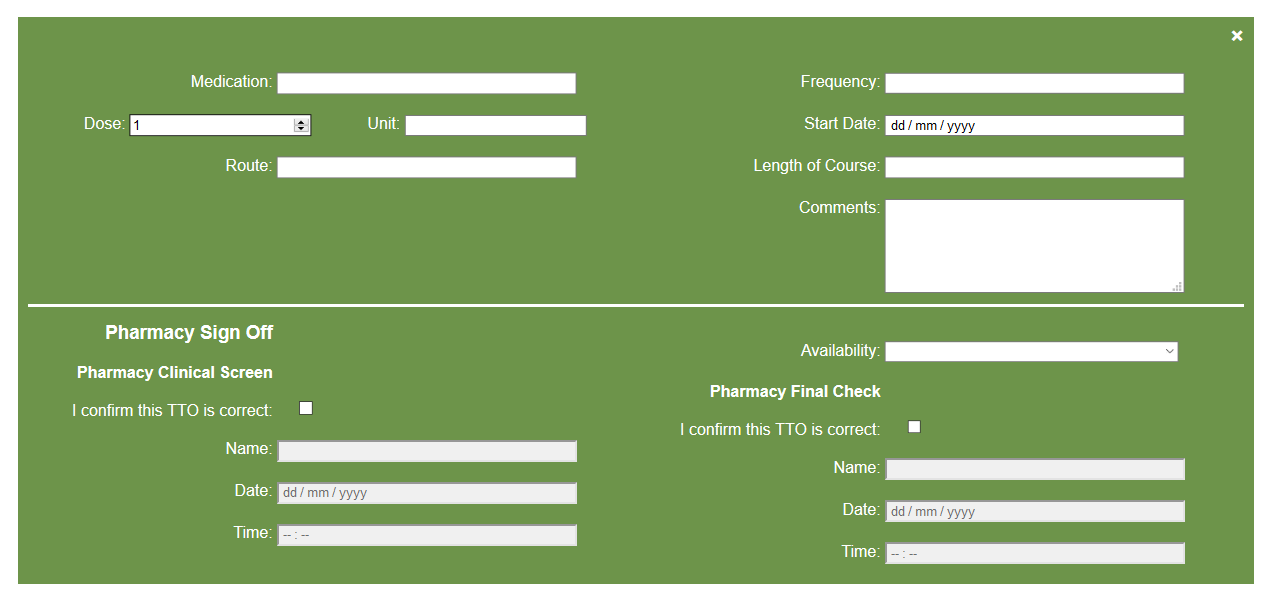 ×
Medication:
Frequency:
Dose: 1 Unit:
Start Date: dd / mm / yyyy
Route:
Length of Course:
Comments:
Pharmacy Sign Off
Availability:
Pharmacy Clinical Screen
I confirm this TTO is correct:
Name:
Date: dd / mm / yyyy
Time: -- : --
Pharmacy Final Check
I confirm this TTO is correct:
Name:
Date: dd / mm / yyyy
Time: -- : --